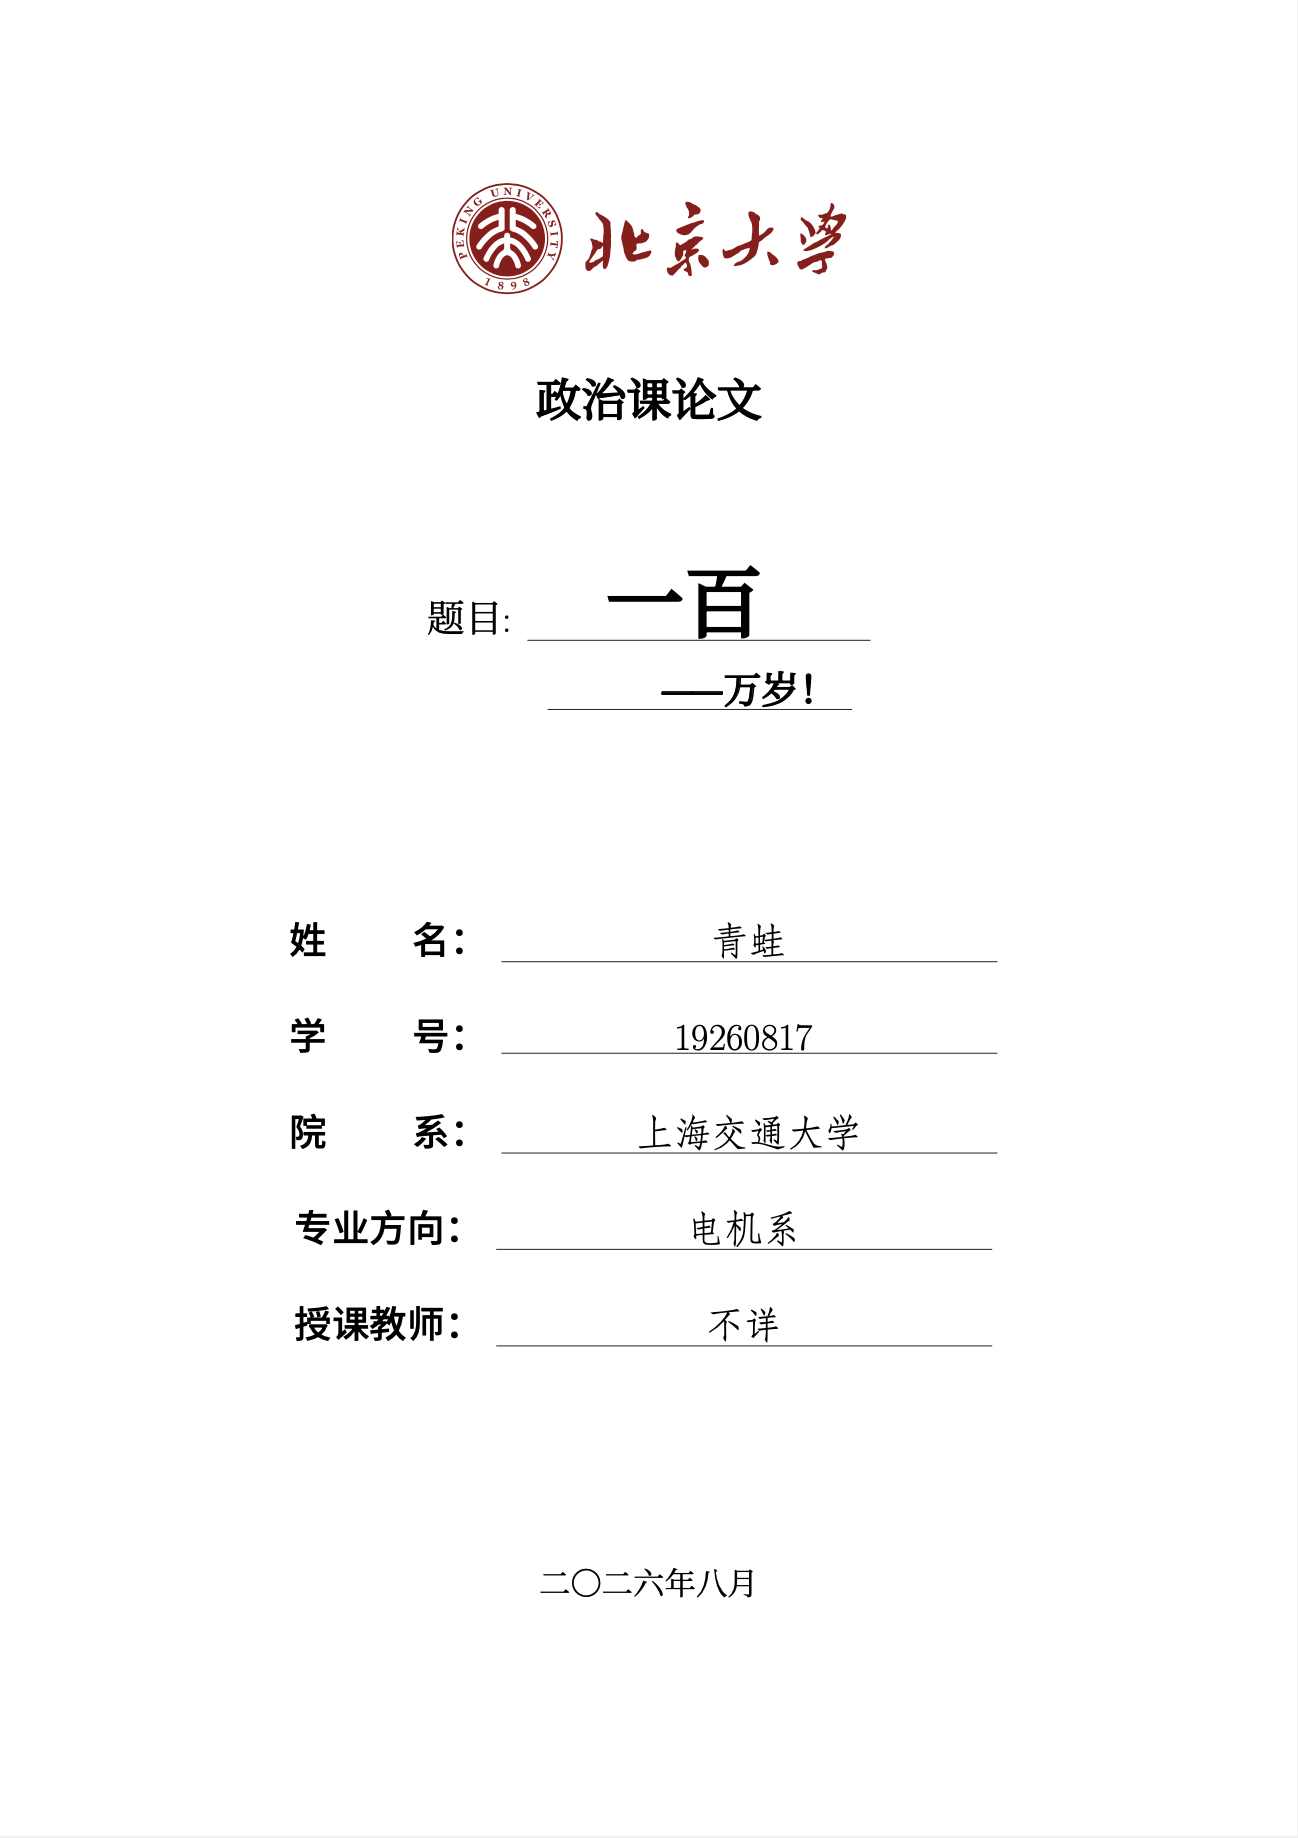 PEKING UNIVERSITY
1898
北京大学
政治课论文
题目: 一百
——万岁！
姓 名： 青蛙
学 号： 19260817
院 系： 上海交通大学
专业方向： 电机系
授课教师： 不详
二〇二六年八月